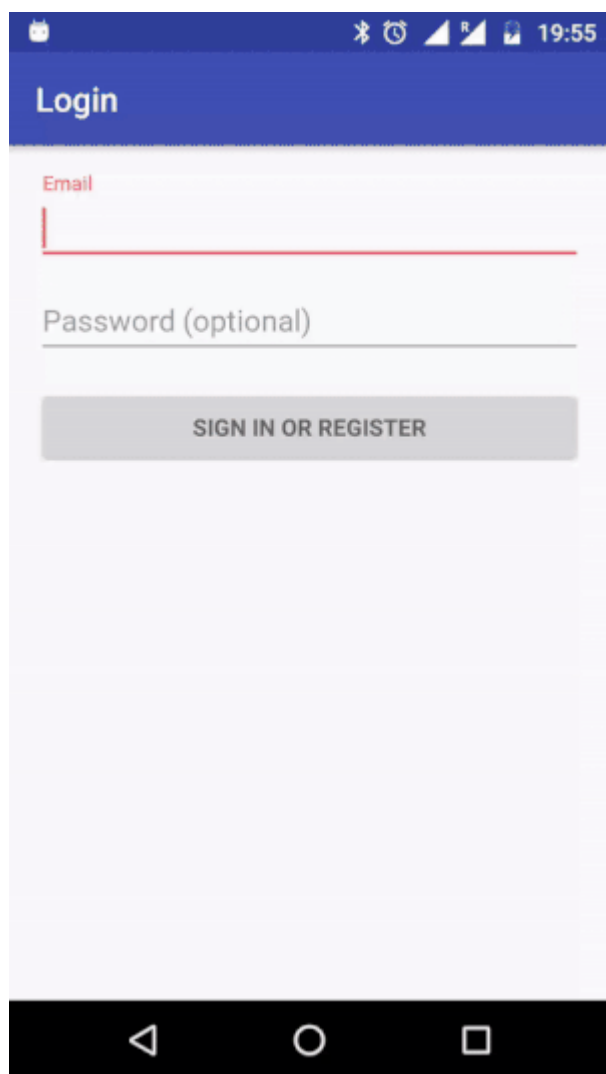 R 19:55
Login
Email
Password (optional)
SIGN IN OR REGISTER